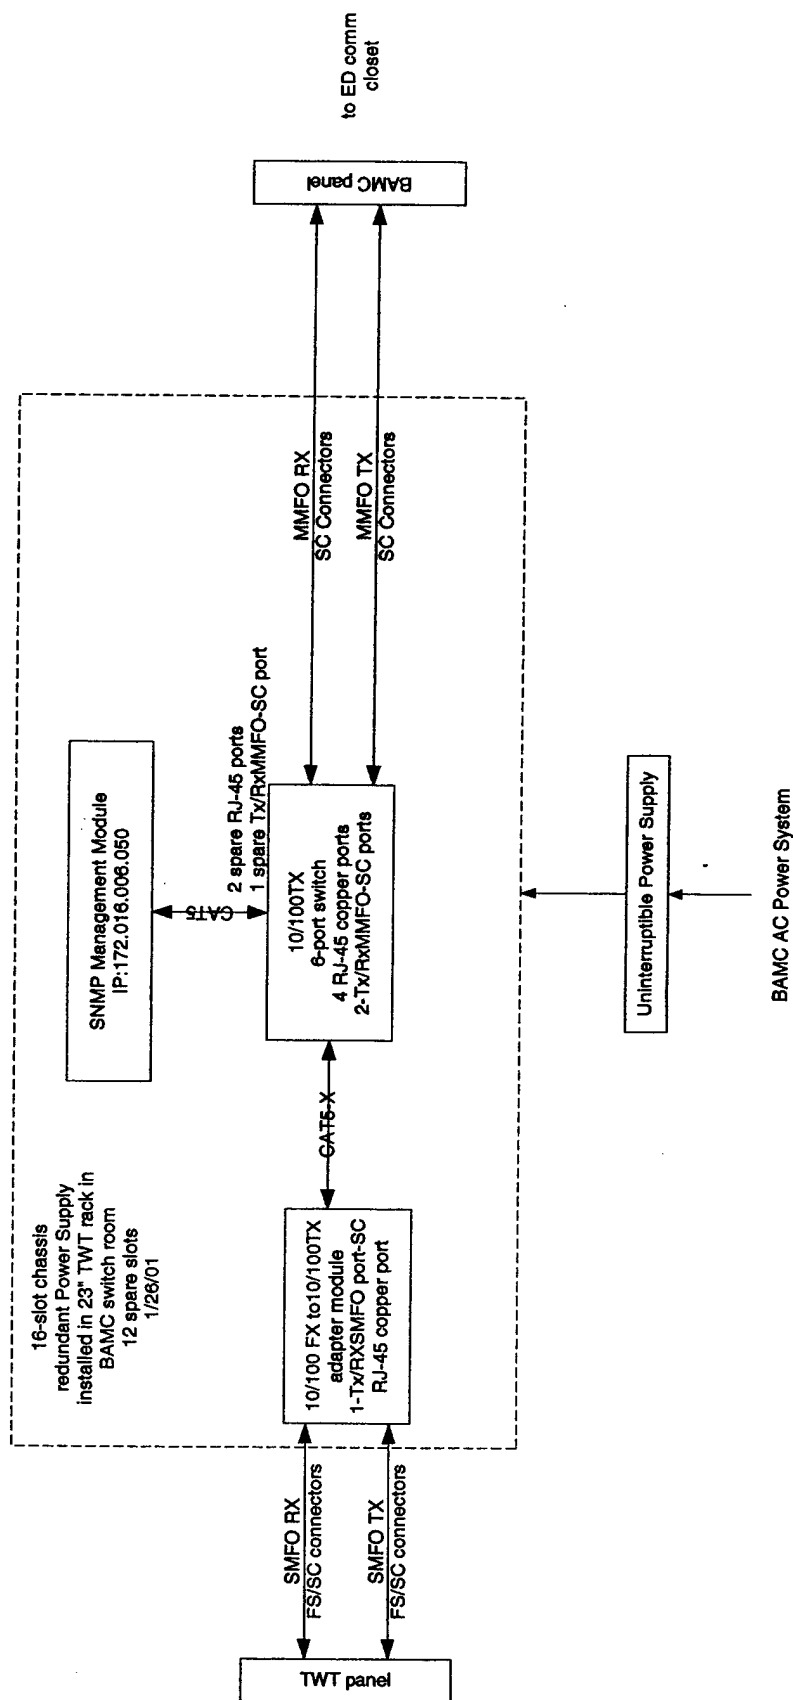 16-slot chassis
redundant Power Supply
installed in 23" TWT rack in
BAMC switch room
12 spare slots
1/26/01
SNMP Management Module
IP:172.016.006.050
CAT5
2 spare RJ-45 ports
1 spare Tx/RxMMFO-SC port
TWT panel
SMFO RX
FS/SC connectors
SMFO TX
FS/SC connectors
10/100 FX to10/100TX
adapter module
1-Tx/RXSMFO port-SC
RJ-45 copper port
CAT5-X
10/100TX
6-port switch
4 RJ-45 copper ports
2-Tx/RxMMFO-SC ports
MMFO RX
SC Connectors
MMFO TX
SC Connectors
BAMC panel
to ED comm
closet
Uninterruptible Power Supply
BAMC AC Power System